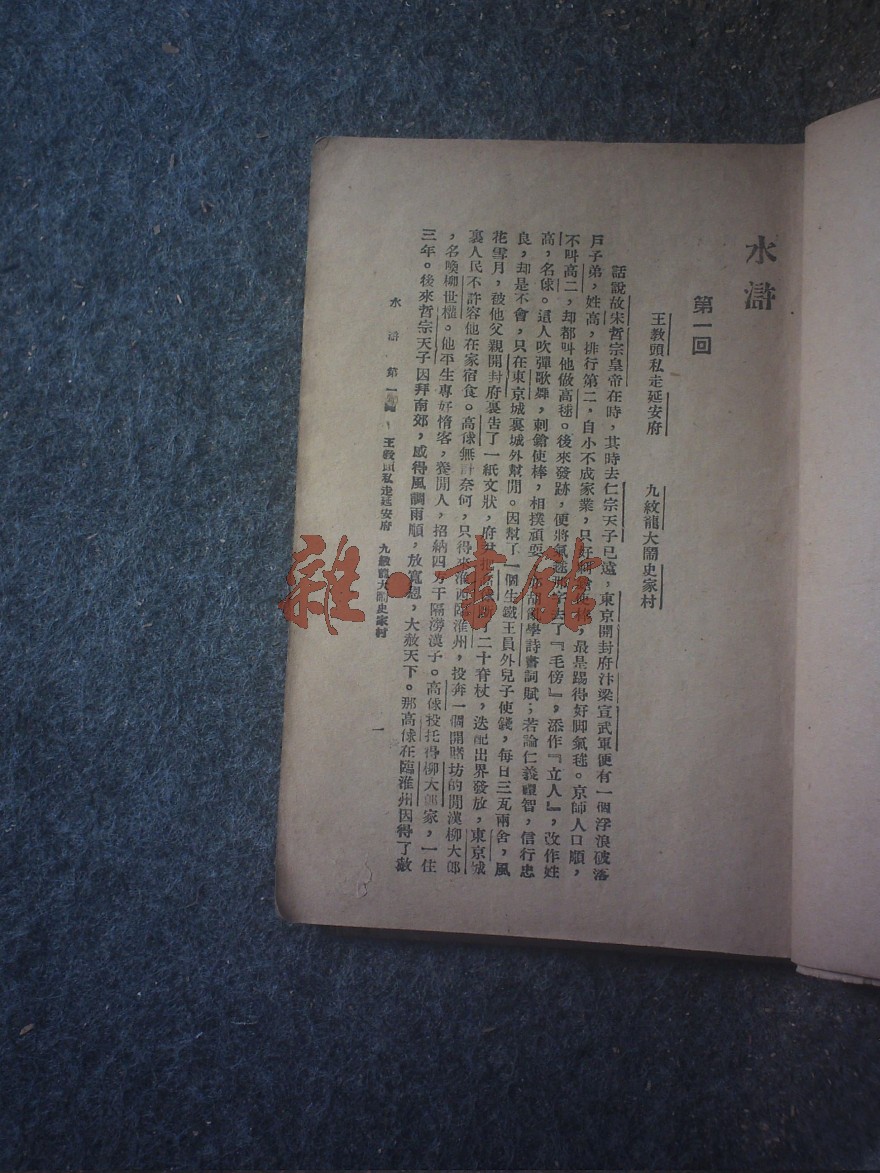 水滸
第一回
王教頭私走延安府　九紋龍大鬧史家村
話說故宋哲宗皇帝在時，其時去仁宗天子已遠，東京開封府汴梁宣武軍便有一個浮浪破落
戶子弟，姓高，排行第二，自小不成家業，只好刺鎗使棒，最是踢得好脚氣毬。京師人口順，
不叫高二，却都叫他做高毬。後來發跡，便將氣毬那字去了『毛傍』，添作『立人』，改作姓
高，名俅。這人吹彈歌舞，刺鎗使棒，相撲頑耍，亦胡亂學詩書詞賦；若論仁義禮智，信行忠
良，却是不會，只在東京城裏城外幫閒。因幫了一個生鐵王員外兒子使錢，每日三瓦兩舍，風
花雪月，被他父親開封府裏吿了一紙文狀，府尹把高俅斷了二十脊杖，迭配出界發放，東京城
裏人民不許容他在家宿食。高俅無計奈何，只得來淮西臨淮州，投奔一個開賭坊的閒漢柳大郎
，名喚柳世權。他平生專好惜客，養閒人，招納四方干隔澇漢子。高俅投托得柳大郎家，一住
三年。後來哲宗天子因拜南郊，感得風調雨順，放寬恩，大赦天下。那高俅在臨淮州因得了赦
水滸　第一回　王教頭私走延安府　九紋龍大鬧史家村　一
雜·書館